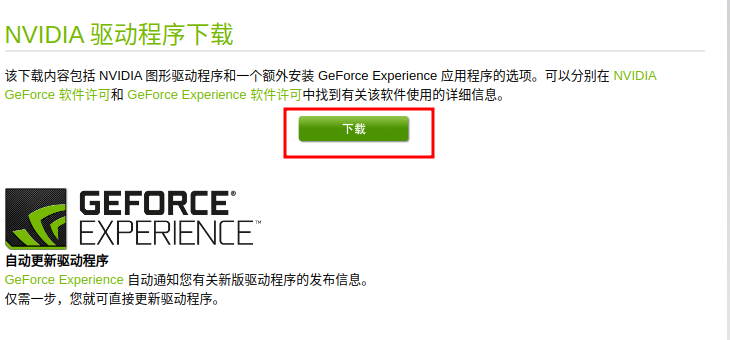 NVIDIA 驱动程序下载
该下载内容包括 NVIDIA 图形驱动程序和一个额外安装 GeForce Experience 应用程序的选项。可以分别在 NVIDIA
GeForce 软件许可和 GeForce Experience 软件许可中找到有关该软件使用的详细信息。
下载
GEFORCE®
EXPERIENCE™
自动更新驱动程序
GeForce Experience 自动通知您有关新版驱动程序的发布信息。
仅需一步，您就可直接更新驱动程序。